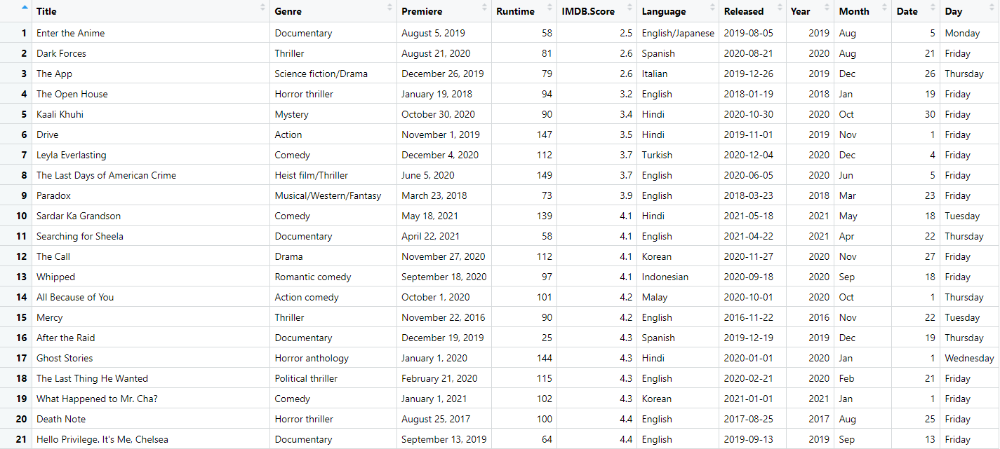 Title Genre Premiere Runtime IMDB.Score Language Released Year Month Date Day
1 Enter the Anime Documentary August 5, 2019 58 2.5 English/Japanese 2019-08-05 2019 Aug 5 Monday
2 Dark Forces Thriller August 21, 2020 81 2.6 Spanish 2020-08-21 2020 Aug 21 Friday
3 The App Science fiction/Drama December 26, 2019 79 2.6 Italian 2019-12-26 2019 Dec 26 Thursday
4 The Open House Horror thriller January 19, 2018 94 3.2 English 2018-01-19 2018 Jan 19 Friday
5 Kaali Khuhi Mystery October 30, 2020 90 3.4 Hindi 2020-10-30 2020 Oct 30 Friday
6 Drive Action November 1, 2019 147 3.5 Hindi 2019-11-01 2019 Nov 1 Friday
7 Leyla Everlasting Comedy December 4, 2020 112 3.7 Turkish 2020-12-04 2020 Dec 4 Friday
8 The Last Days of American Crime Heist film/Thriller June 5, 2020 149 3.7 English 2020-06-05 2020 Jun 5 Friday
9 Paradox Musical/Western/Fantasy March 23, 2018 73 3.9 English 2018-03-23 2018 Mar 23 Friday
10 Sardar Ka Grandson Comedy May 18, 2021 139 4.1 Hindi 2021-05-18 2021 May 18 Tuesday
11 Searching for Sheela Documentary April 22, 2021 58 4.1 English 2021-04-22 2021 Apr 22 Thursday
12 The Call Drama November 27, 2020 112 4.1 Korean 2020-11-27 2020 Nov 27 Friday
13 Whipped Romantic comedy September 18, 2020 97 4.1 Indonesian 2020-09-18 2020 Sep 18 Friday
14 All Because of You Action comedy October 1, 2020 101 4.2 Malay 2020-10-01 2020 Oct 1 Thursday
15 Mercy Thriller November 22, 2016 90 4.2 English 2016-11-22 2016 Nov 22 Tuesday
16 After the Raid Documentary December 19, 2019 25 4.3 Spanish 2019-12-19 2019 Dec 19 Thursday
17 Ghost Stories Horror anthology January 1, 2020 144 4.3 Hindi 2020-01-01 2020 Jan 1 Wednesday
18 The Last Thing He Wanted Political thriller February 21, 2020 115 4.3 English 2020-02-21 2020 Feb 21 Friday
19 What Happened to Mr. Cha? Comedy January 1, 2021 102 4.3 Korean 2021-01-01 2021 Jan 1 Friday
20 Death Note Horror thriller August 25, 2017 100 4.4 English 2017-08-25 2017 Aug 25 Friday
21 Hello Privilege. It's Me, Chelsea Documentary September 13, 2019 64 4.4 English 2019-09-13 2019 Sep 13 Friday